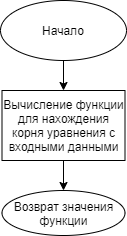 Начало
Вычисление функции
для нахождения
корня уравнения с
входными данными
Возврат значения
функции